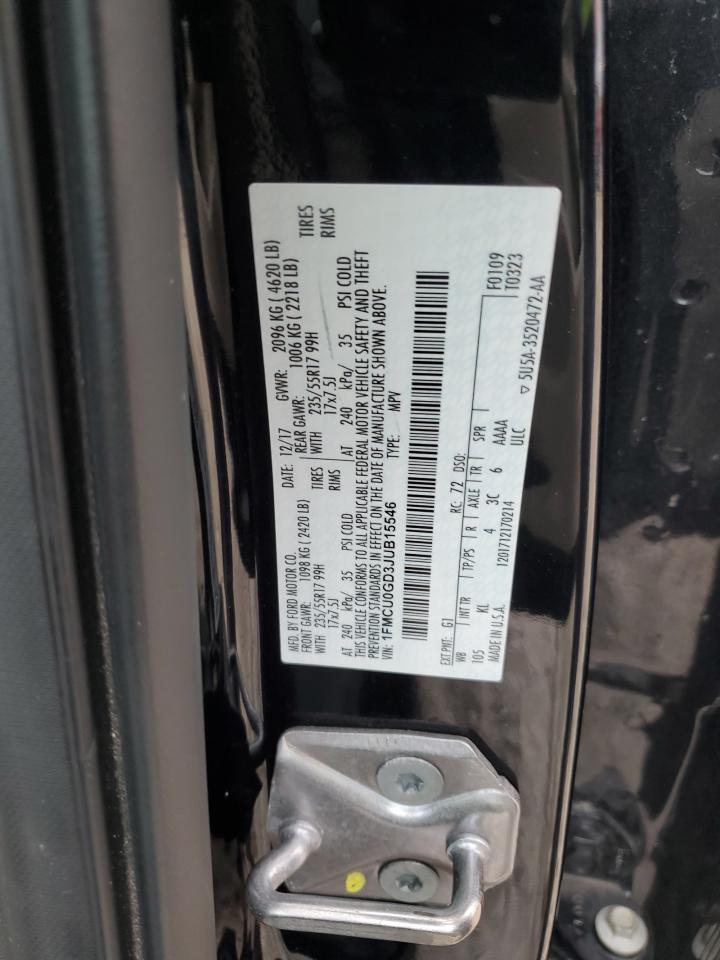 MFD. BY FORD MOTOR CO.
DATE: 12/17 GVWR: 2096 KG ( 4620 LB)
FRONT GAWR: 1098 KG ( 2420 LB) REAR GAWR: 1006 KG ( 2218 LB)
WITH 235/55R17 99H TIRES WITH 235/55R17 99H TIRES
17x7.5J RIMS 17x7.5J RIMS
AT 240 kPa/ 35 PSI COLD AT 240 kPa/ 35 PSI COLD
THIS VEHICLE CONFORMS TO ALL APPLICABLE FEDERAL MOTOR VEHICLE SAFETY AND THEFT
PREVENTION STANDARDS IN EFFECT ON THE DATE OF MANUFACTURE SHOWN ABOVE.
VIN: 1FMCU0GD3JUB15546 TYPE: MPV
EXT PNT: G1 RC: 72 DSO:
WB INT TR TP/PS R AXLE TR SPR F0109
105 KL 4 3C 6 AAAA T0323
MADE IN U.S.A. ULC
1201712170214 ▽ 5U5A-3520472-AA